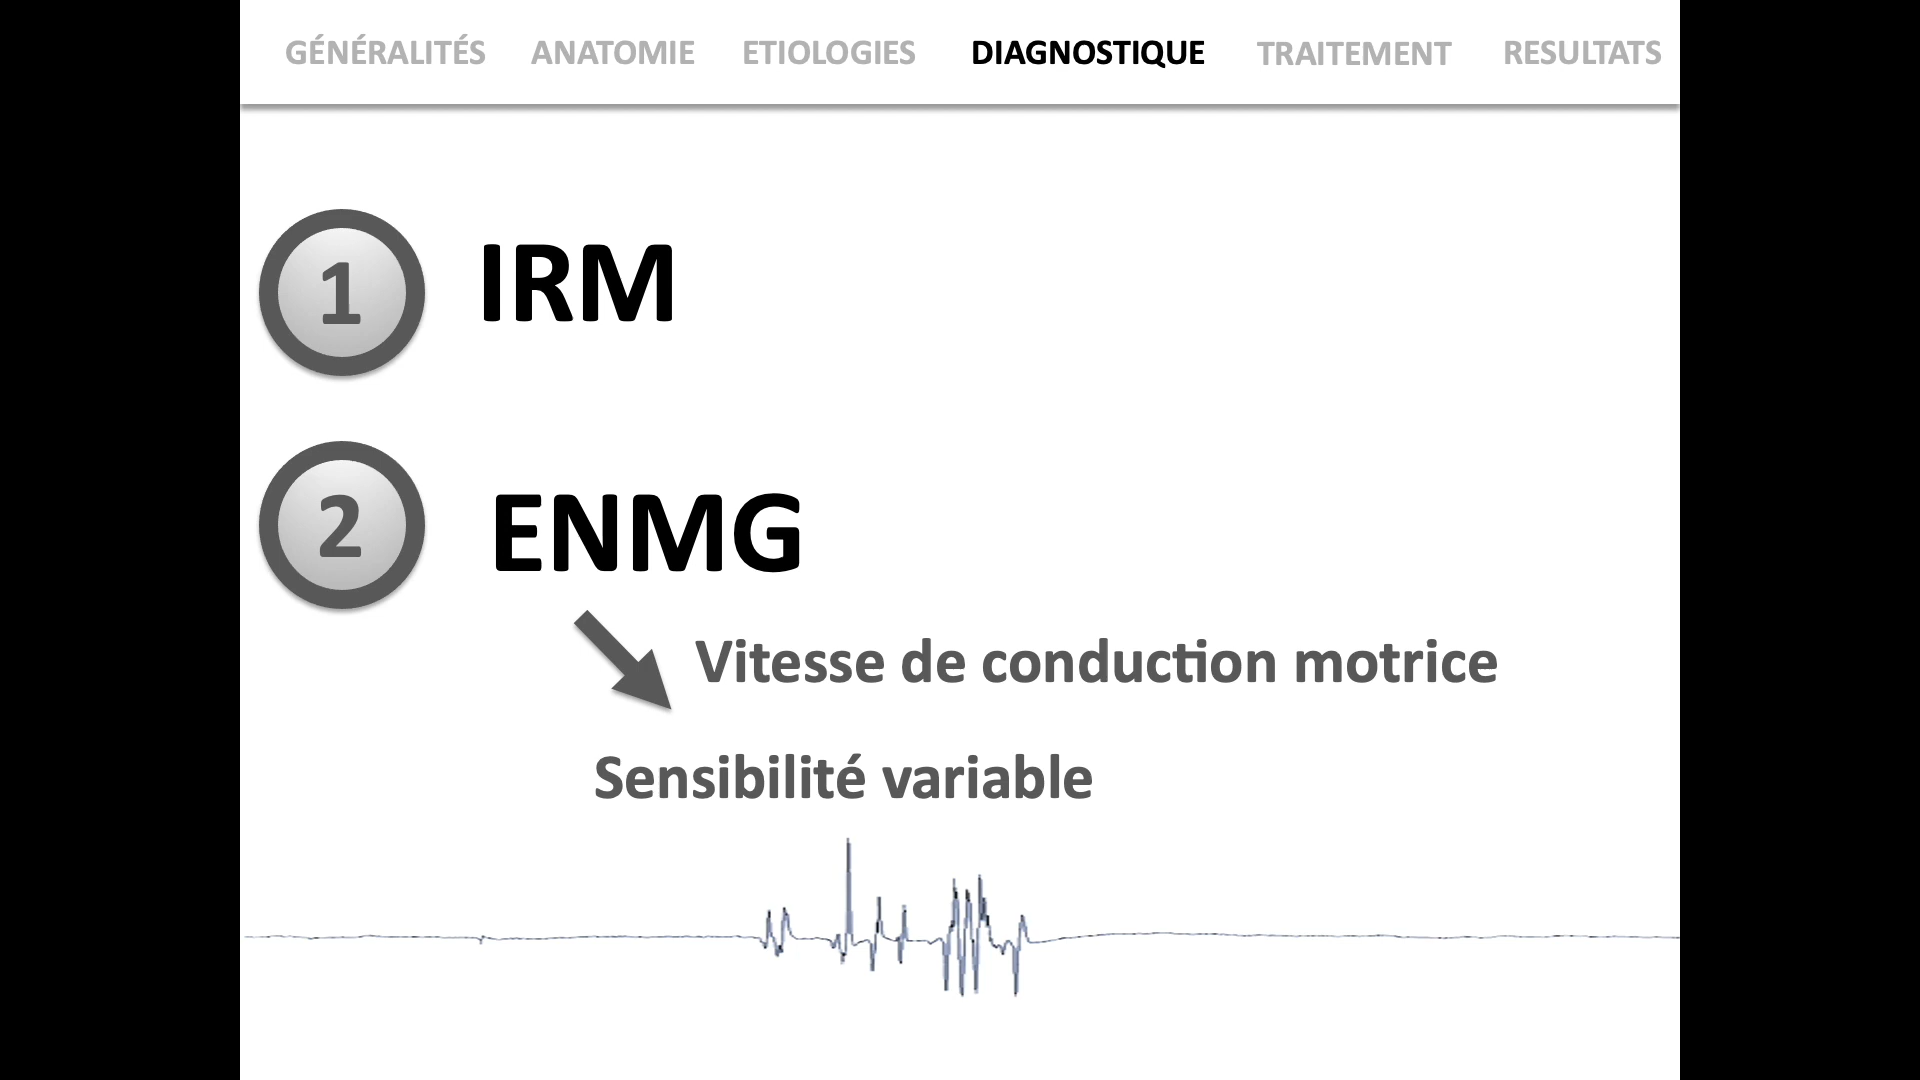 GÉNÉRALITÉS ANATOMIE ETIOLOGIES DIAGNOSTIQUE TRAITEMENT RESULTATS
1 IRM
2 ENMG
Vitesse de conduction motrice
Sensibilité variable